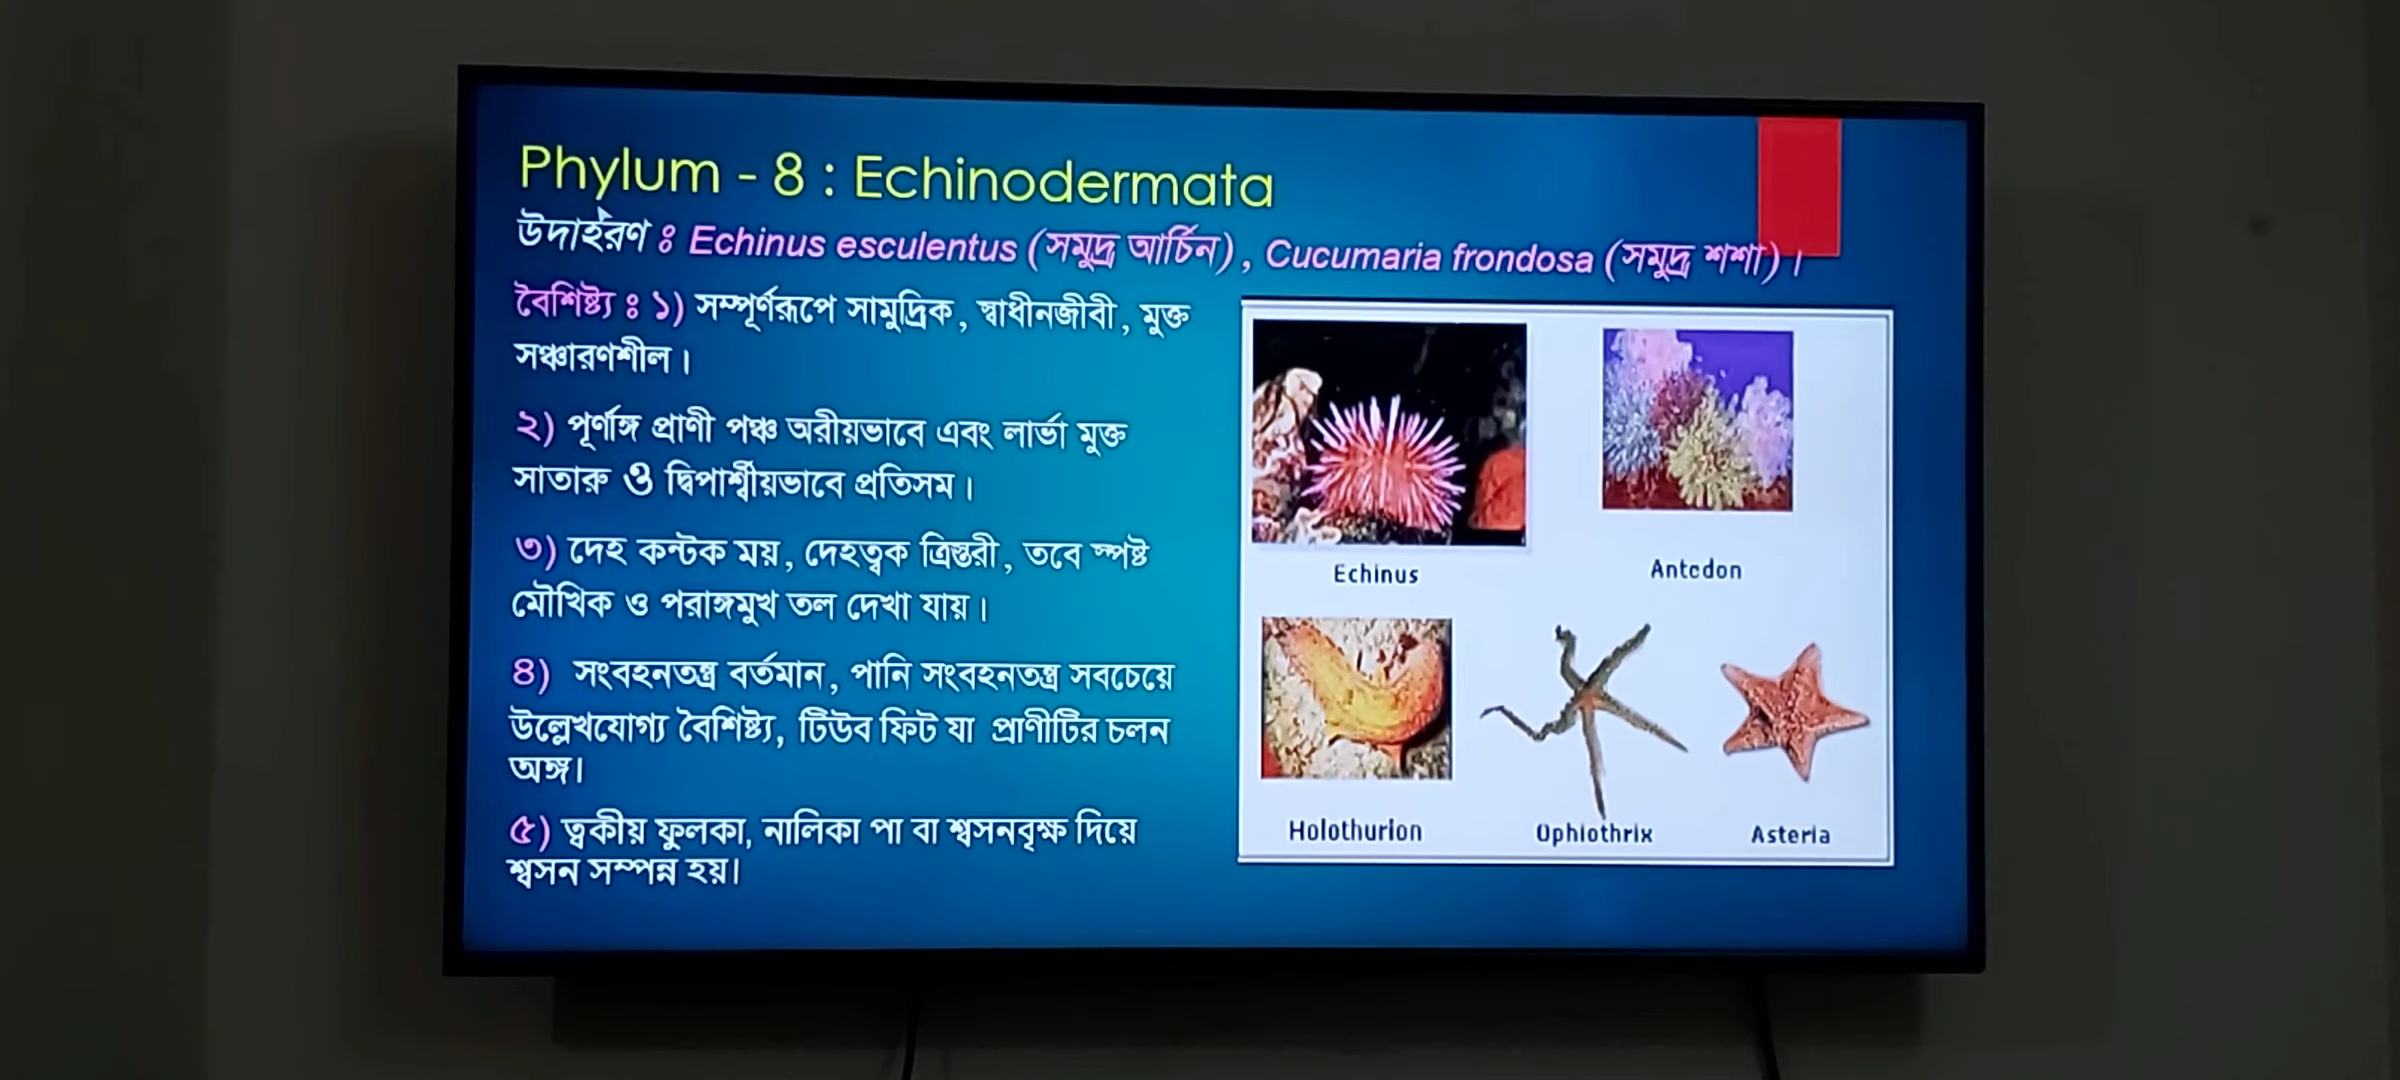 Phylum - 8 : Echinodermata
উদাহরণ ঃ Echinus esculentus (সমুদ্র আর্চিন), Cucumaria frondosa (সমুদ্র শশা)।
বৈশিষ্ট্য ঃ ১) সম্পূর্ণরূপে সামুদ্রিক, স্বাধীনজীবী, মুক্ত
সঞ্চারণশীল।
২) পূর্ণাঙ্গ প্রাণী পঞ্চ অরীয়ভাবে এবং লার্ভা মুক্ত
সাতারু ও দ্বিপার্শ্বীয়ভাবে প্রতিসম।
৩) দেহ কন্টক ময়, দেহত্বক ত্রিস্তরী, তবে স্পষ্ট
মৌখিক ও পরাঙ্গমুখ তল দেখা যায়।
৪) সংবহনতন্ত্র বর্তমান, পানি সংবহনতন্ত্র সবচেয়ে
উল্লেখযোগ্য বৈশিষ্ট্য, টিউব ফিট যা প্রাণীটির চলন
অঙ্গ।
৫) ত্বকীয় ফুলকা, নালিকা পা বা শ্বসনবৃক্ষ দিয়ে
শ্বসন সম্পন্ন হয়।
Echinus
Antedon
Holothurion
Ophiothrix
Asteria